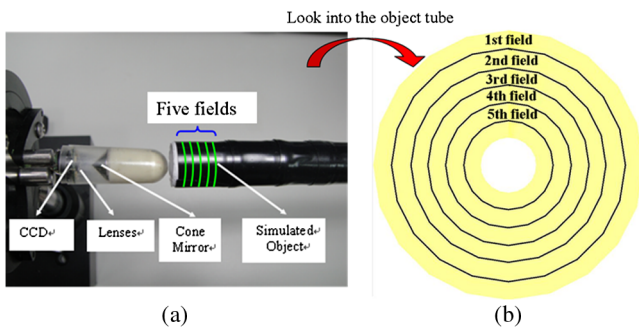 Look into the object tube
Five fields
CCD↵
Lenses↵
Cone
Mirror↵
Simulated
Object↵
1st field
2nd field
3rd field
4th field
5th field
(a)
(b)